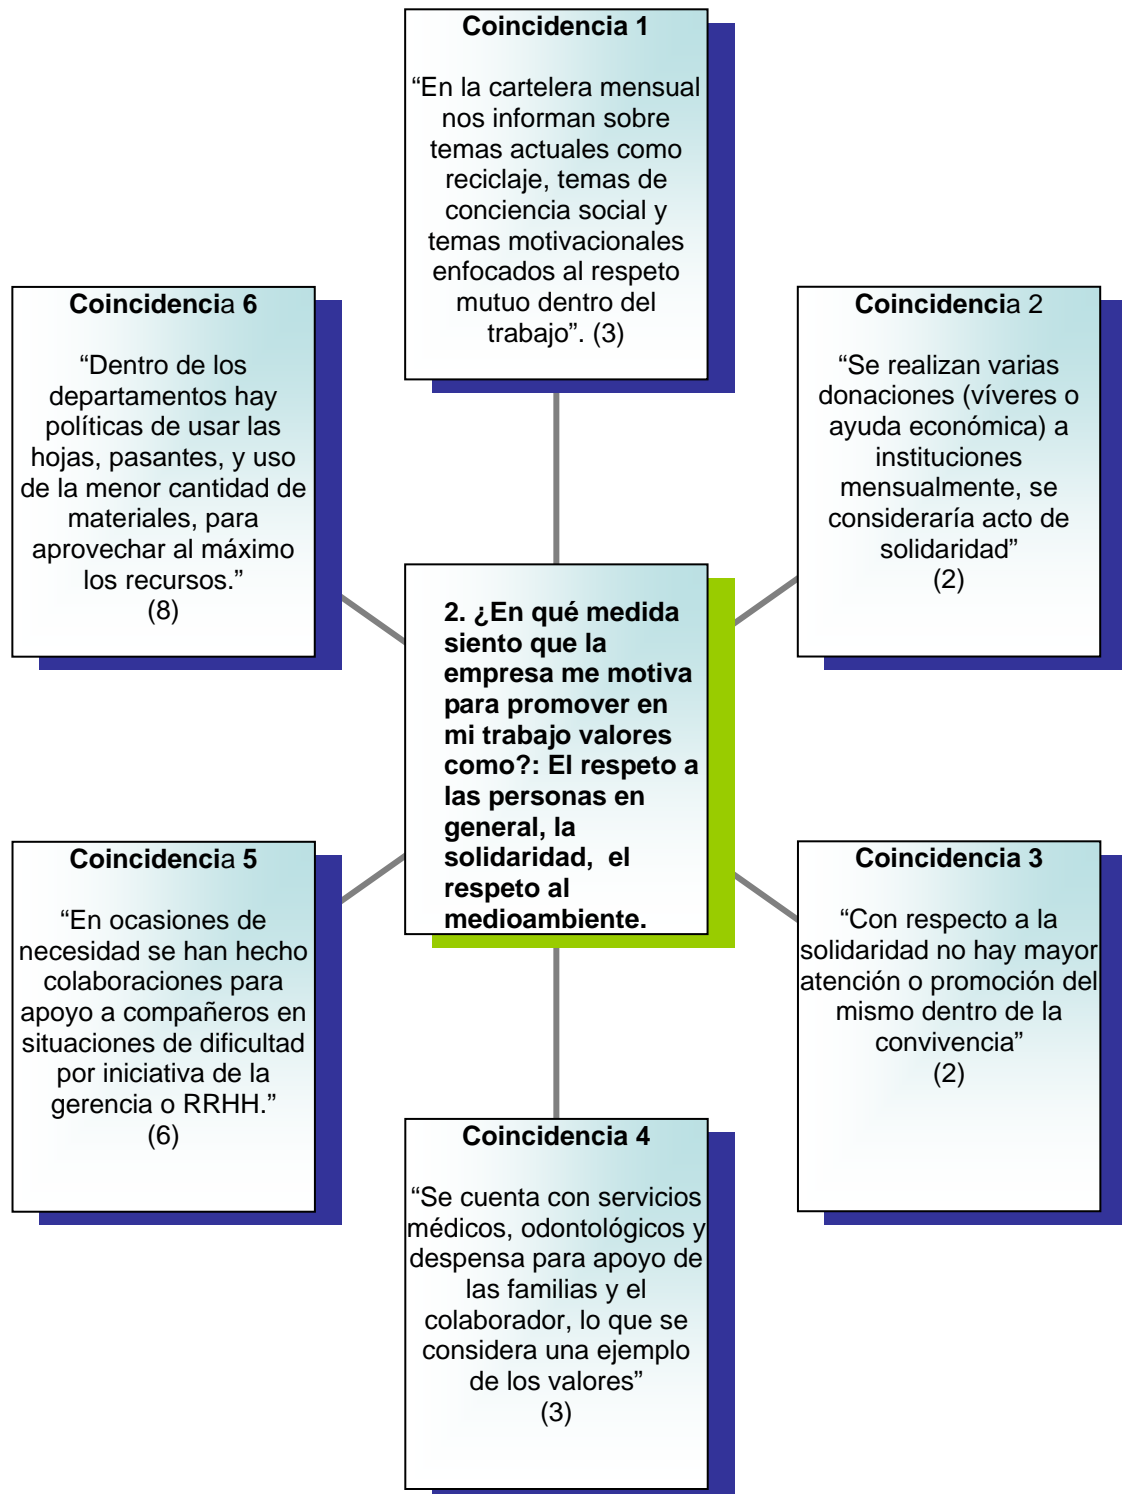 Coincidencia 1
“En la cartelera mensual
nos informan sobre
temas actuales como
reciclaje, temas de
conciencia social y
temas motivacionales
enfocados al respeto
mutuo dentro del
trabajo”. (3)
Coincidencia 6
“Dentro de los
departamentos hay
políticas de usar las
hojas, pasantes, y uso
de la menor cantidad de
materiales, para
aprovechar al máximo
los recursos.”
(8)
Coincidencia 2
“Se realizan varias
donaciones (víveres o
ayuda económica) a
instituciones
mensualmente, se
consideraría acto de
solidaridad”
(2)
2. ¿En qué medida
siento que la
empresa me motiva
para promover en
mi trabajo valores
como?: El respeto a
las personas en
general, la
solidaridad,  el
respeto al
medioambiente.
Coincidencia 5
“En ocasiones de
necesidad se han hecho
colaboraciones para
apoyo a compañeros en
situaciones de dificultad
por iniciativa de la
gerencia o RRHH.”
(6)
Coincidencia 3
“Con respecto a la
solidaridad no hay mayor
atención o promoción del
mismo dentro de la
convivencia”
(2)
Coincidencia 4
“Se cuenta con servicios
médicos, odontológicos y
despensa para apoyo de
las familias y el
colaborador, lo que se
considera una ejemplo
de los valores”
(3)